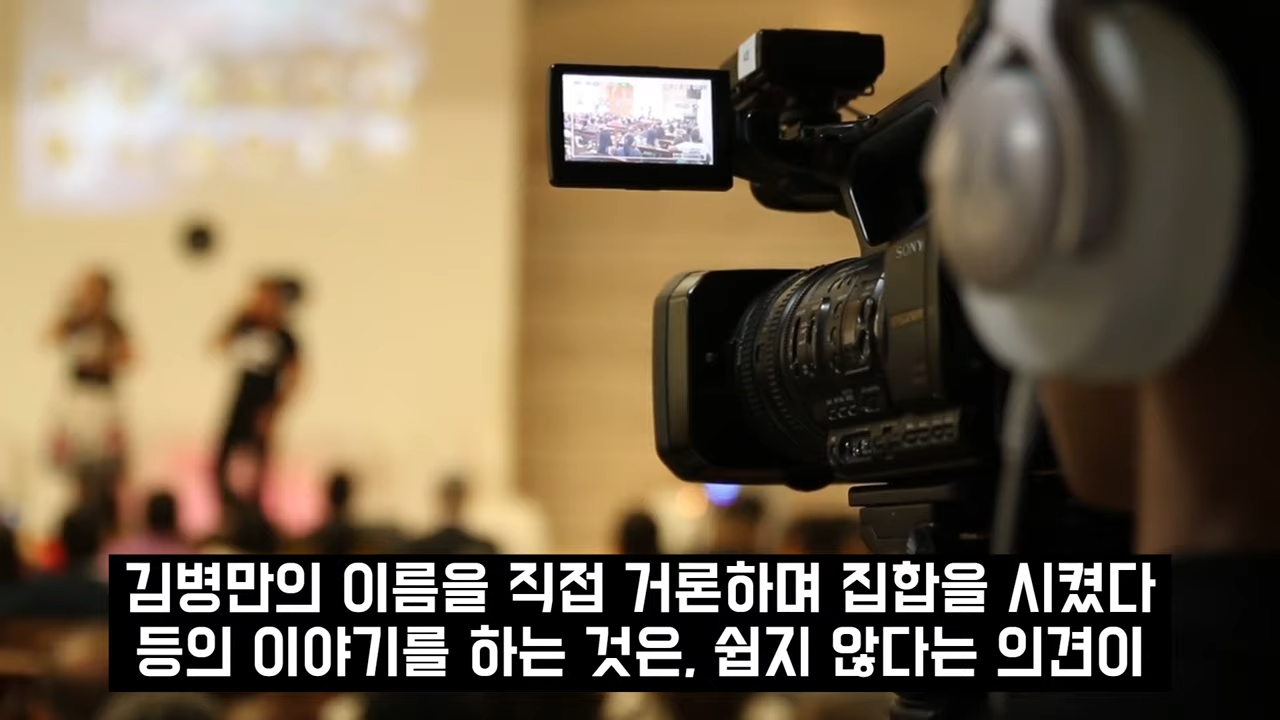 SONY
김병만의 이름을 직접 거론하며 집합을 시켰다
등의 이야기를 하는 것은, 쉽지 않다는 의견이